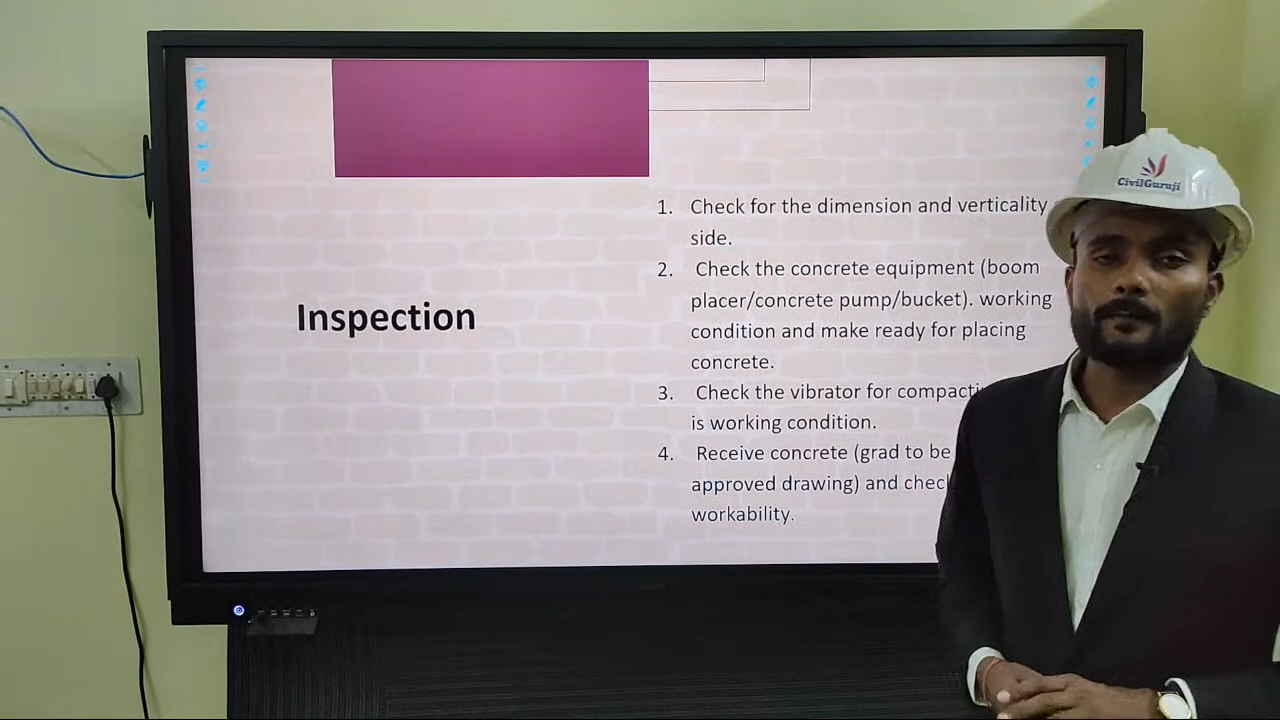 CivilGuruji
Inspection
1. Check for the dimension and verticality
side.
2. Check the concrete equipment (boom
placer/concrete pump/bucket). working
condition and make ready for placing
concrete.
3. Check the vibrator for
is working condition.
4. Receive concrete (grad to be
approved drawing) and
workability.